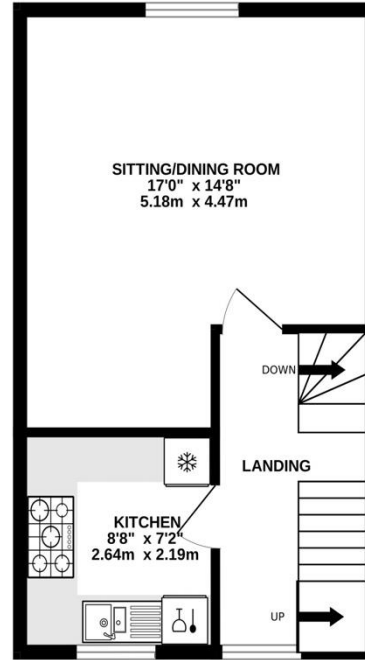 SITTING/DINING ROOM
17'0" x 14'8"
5.18m x 4.47m
DOWN
LANDING
KITCHEN
8'8" x 7'2"
2.64m x 2.19m
UP